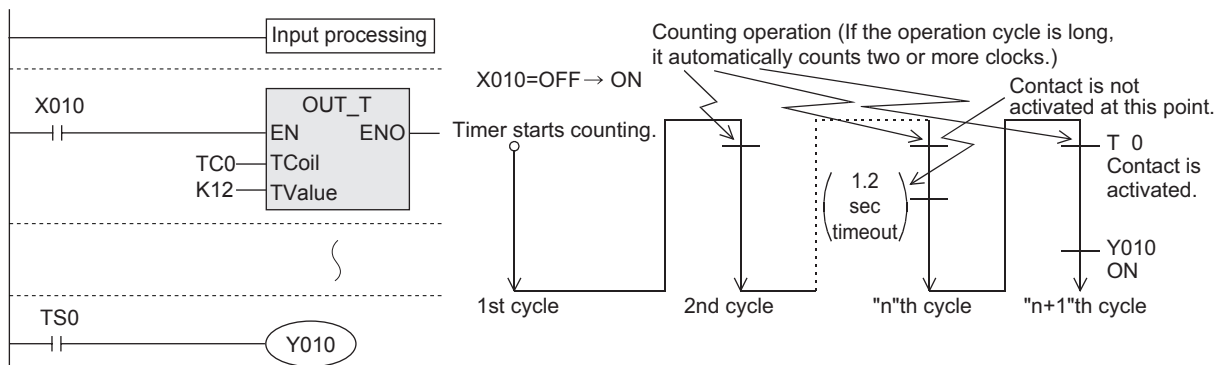 Input processing
X010
OUT_T
EN ENO
TC0 TCoil
K12 TValue
TS0
Y010
X010=OFF→ ON
Timer starts counting.
Counting operation (If the operation cycle is long,
it automatically counts two or more clocks.)
Contact is not
activated at this point.
1.2
sec
timeout
T 0
Contact is
activated.
Y010
ON
1st cycle
2nd cycle
"n"th cycle
"n+1"th cycle